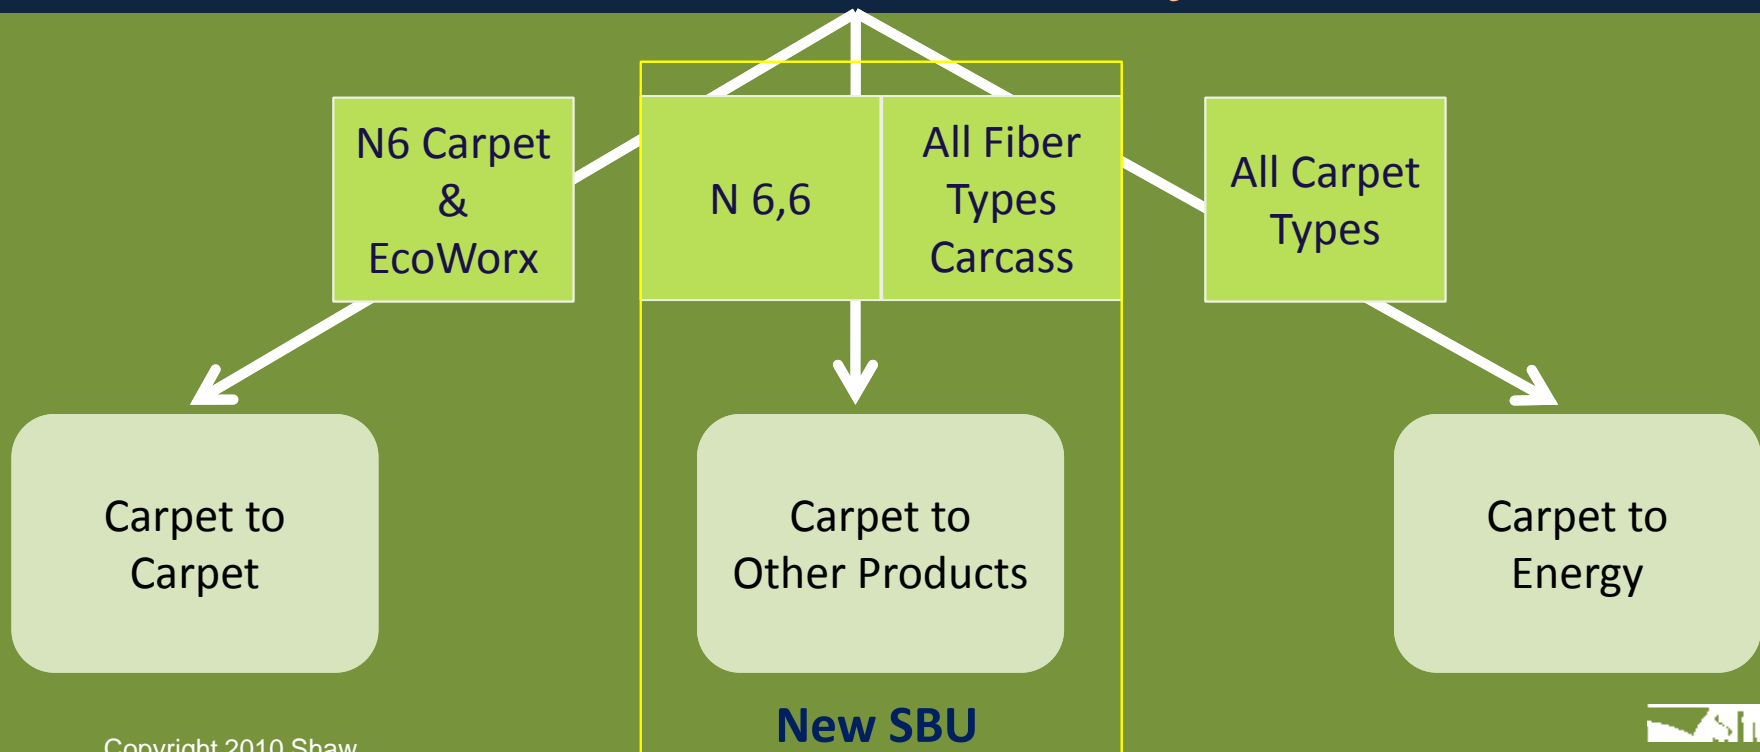 N6 Carpet
&
EcoWorx
N 6,6
All Fiber
Types
Carcass
All Carpet
Types
Carpet to
Carpet
Carpet to
Other Products
Carpet to
Energy
New SBU
Copyright 2010 Shaw